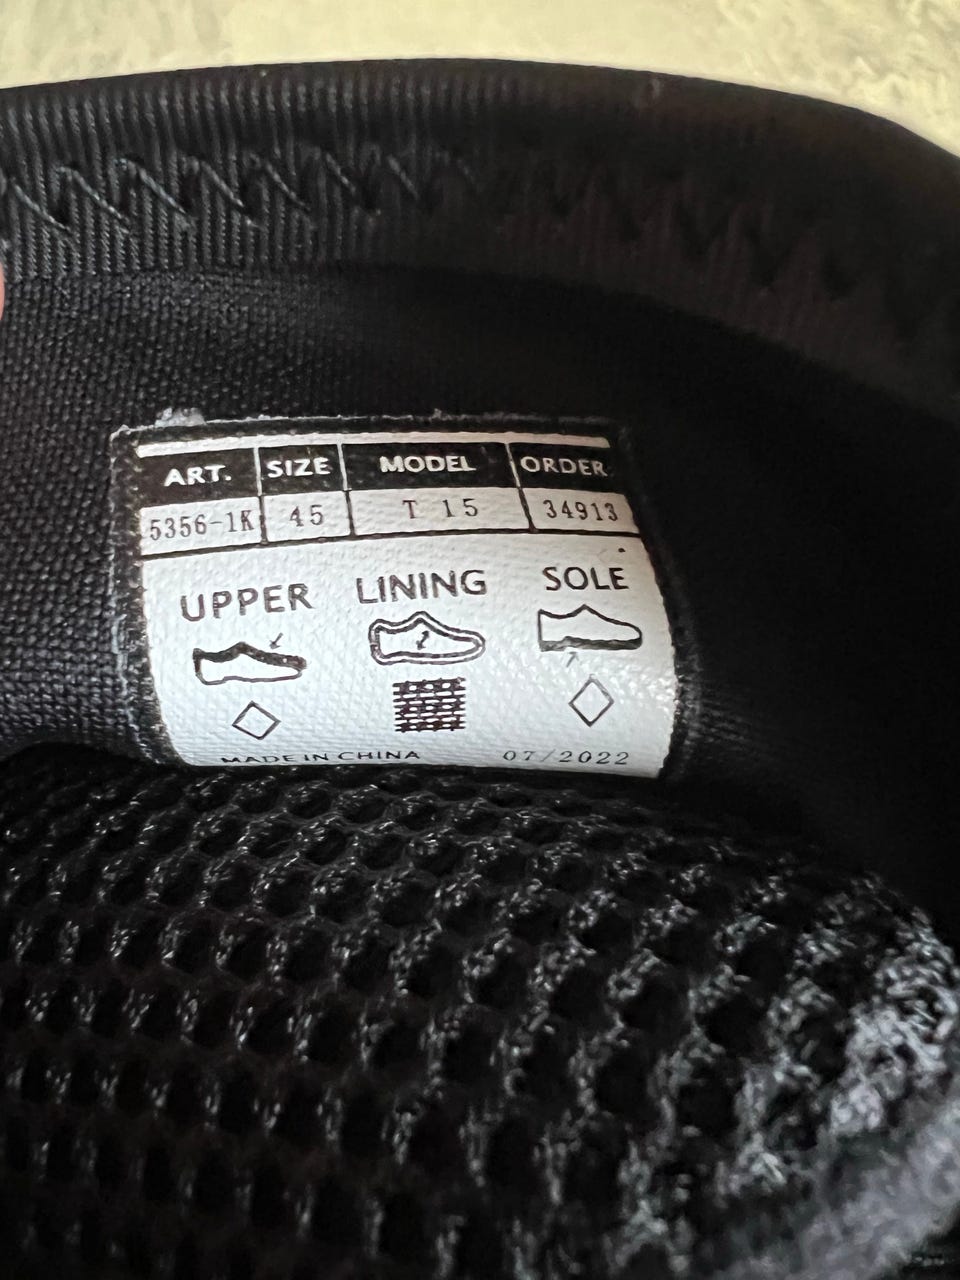 ART. SIZE MODEL ORDER
5356-1K 45 T 15 34913
UPPER LINING SOLE
MADE IN CHINA 07/2022